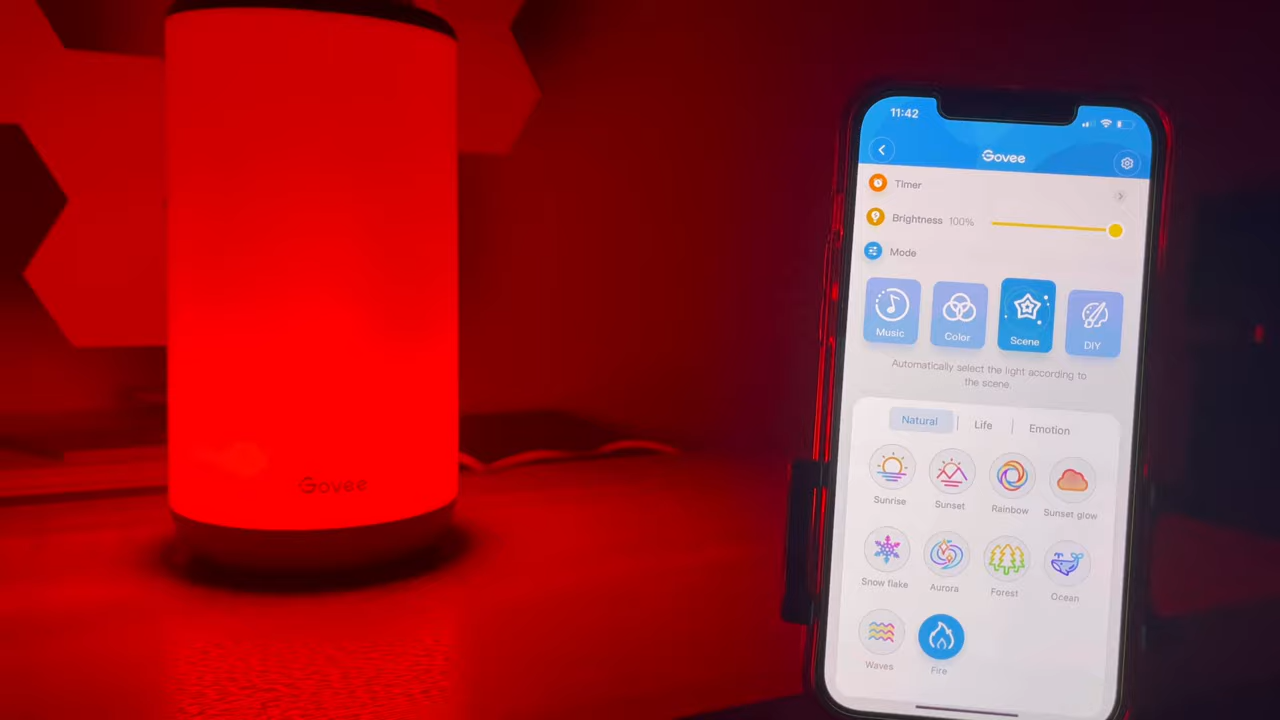 Govee
11:42
Govee
Timer
Brightness 100%
Mode
Music
Color
Scene
DIY
Automatically select the light according to
the scene.
Natural
Life
Emotion
Sunrise
Sunset
Rainbow
Sunset glow
Snow flake
Aurora
Forest
Ocean
Waves
Fire